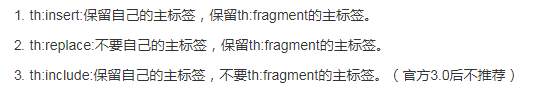 1. th:insert:保留自己的主标签，保留th:fragment的主标签。
2. th:replace:不要自己的主标签，保留th:fragment的主标签。
3. th:include:保留自己的主标签，不要th:fragment的主标签。（官方3.0后不推荐）